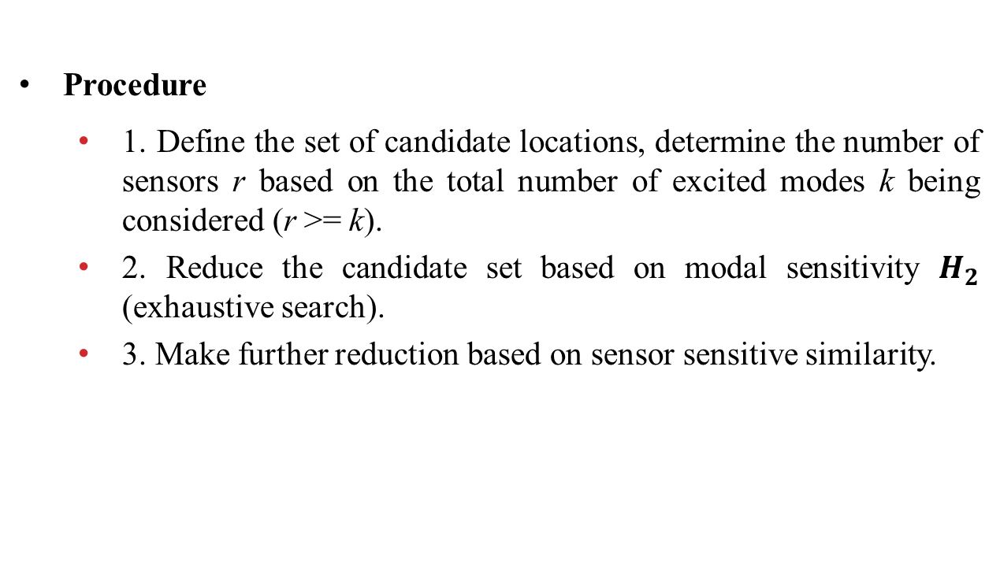 • Procedure
• 1. Define the set of candidate locations, determine the number of
sensors r based on the total number of excited modes k being
considered (r >= k).
• 2. Reduce the candidate set based on modal sensitivity H₂
(exhaustive search).
• 3. Make further reduction based on sensor sensitive similarity.